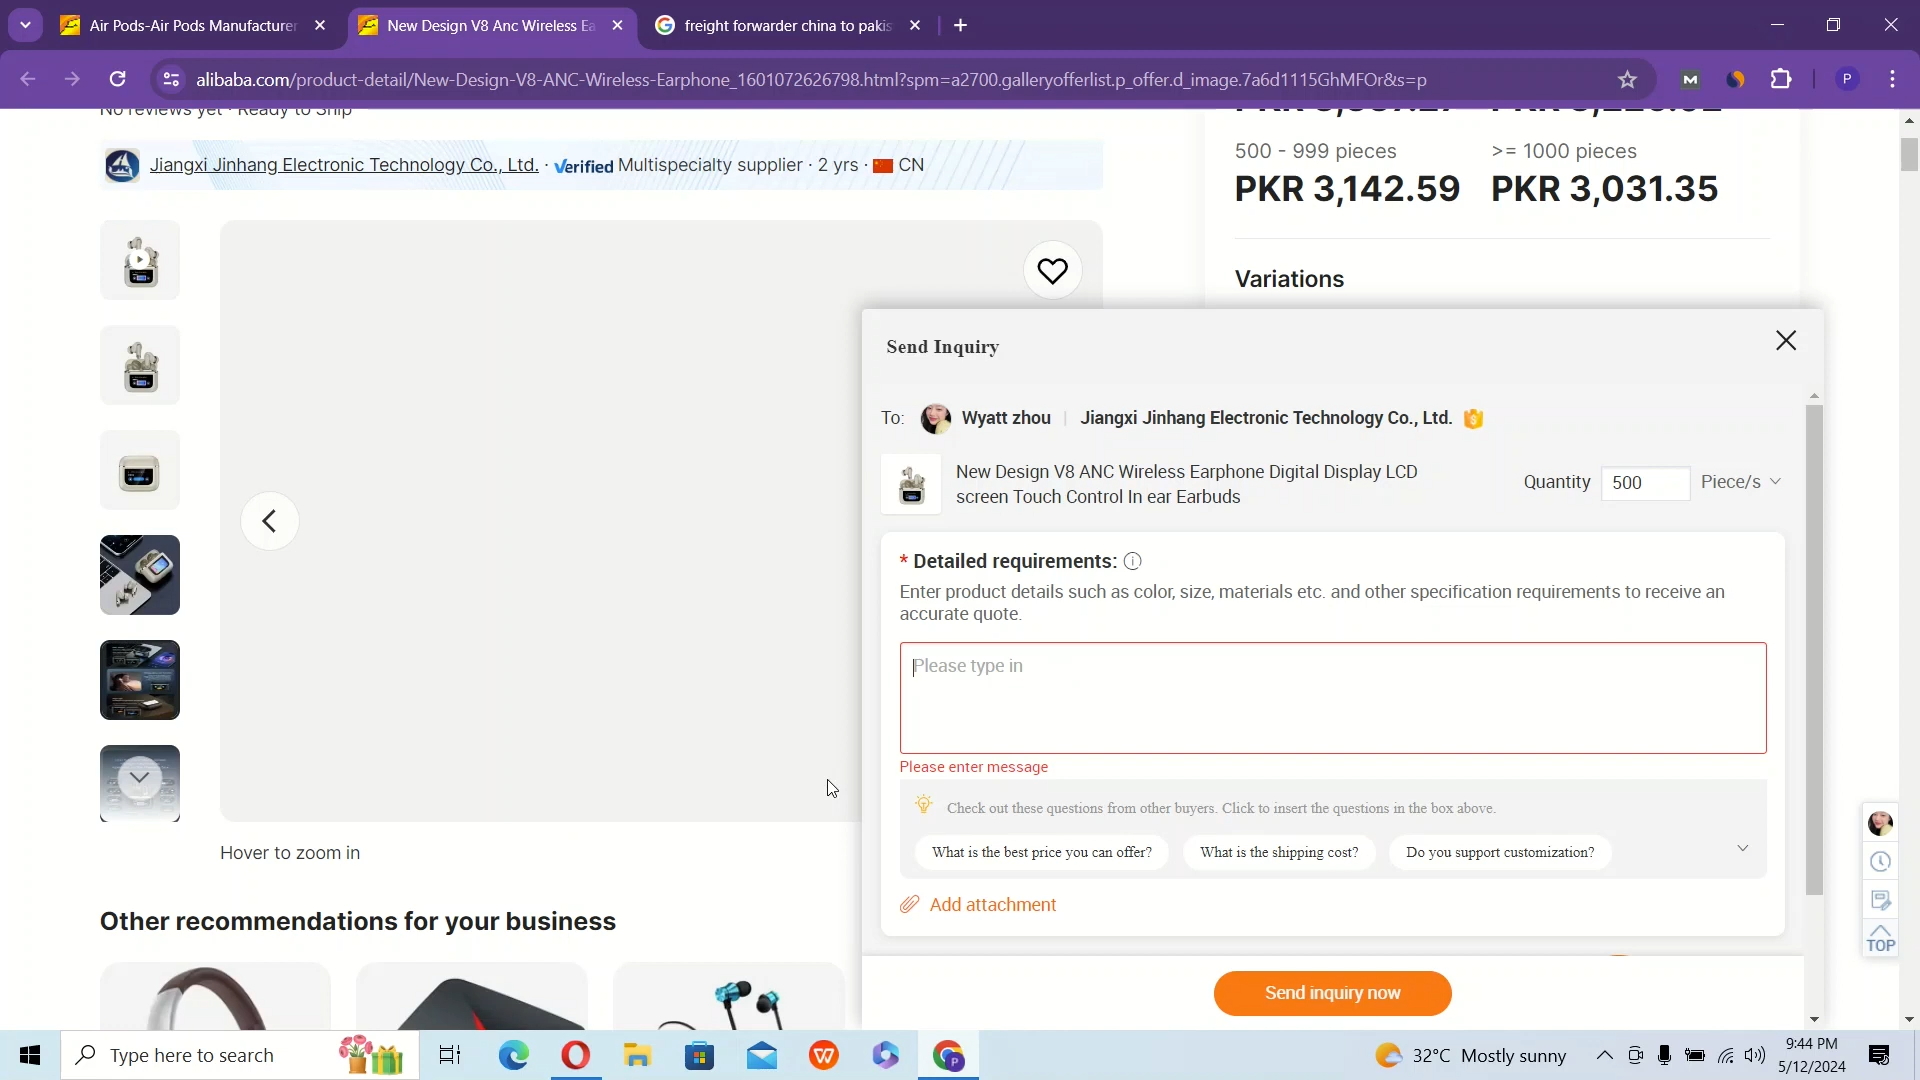 Air Pods-Air Pods Manufacturer
New Design V8 Anc Wireless Ea
freight forwarder china to pakis
alibaba.com/product-detail/New-Design-V8-ANC-Wireless-Earphone_1601072626798.html?spm=a2700.galleryofferlist.p_offer.d_image.7a6d1115GhMFOr&s=p
P
No reviews yet · Ready to Ship
Jiangxi Jinhang Electronic Technology Co., Ltd. · Verified Multispecialty supplier · 2 yrs · CN
500 - 999 pieces
>= 1000 pieces
PKR 3,142.59
PKR 3,031.35
Variations
Send Inquiry
To: Wyatt zhou | Jiangxi Jinhang Electronic Technology Co., Ltd.
New Design V8 ANC Wireless Earphone Digital Display LCD
screen Touch Control In ear Earbuds
Quantity 500 Piece/s
* Detailed requirements:
Enter product details such as color, size, materials etc. and other specification requirements to receive an
accurate quote.
Please type in
Please enter message
Check out these questions from other buyers. Click to insert the questions in the box above.
What is the best price you can offer?
What is the shipping cost?
Do you support customization?
Add attachment
Send inquiry now
Hover to zoom in
Other recommendations for your business
TOP
Type here to search
32°C Mostly sunny
9:44 PM
5/12/2024